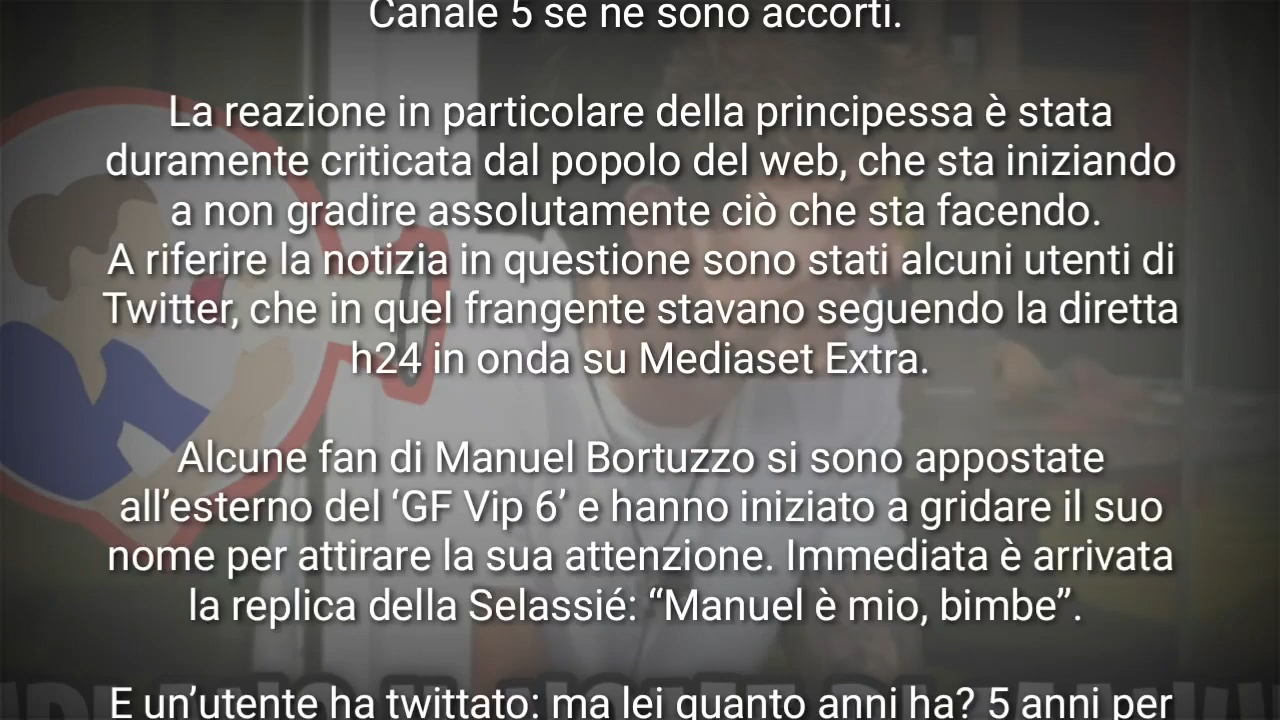 Canale 5 se ne sono accorti.
La reazione in particolare della principessa è stata
duramente criticata dal popolo del web, che sta iniziando
a non gradire assolutamente ciò che sta facendo.
A riferire la notizia in questione sono stati alcuni utenti di
Twitter, che in quel frangente stavano seguendo la diretta
h24 in onda su Mediaset Extra.
Alcune fan di Manuel Bortuzzo si sono appostate
all’esterno del ‘GF Vip 6’ e hanno iniziato a gridare il suo
nome per attirare la sua attenzione. Immediata è arrivata
la replica della Selassié: “Manuel è mio, bimbe”.
E un’utente ha twittato: ma lei quanto anni ha? 5 anni per